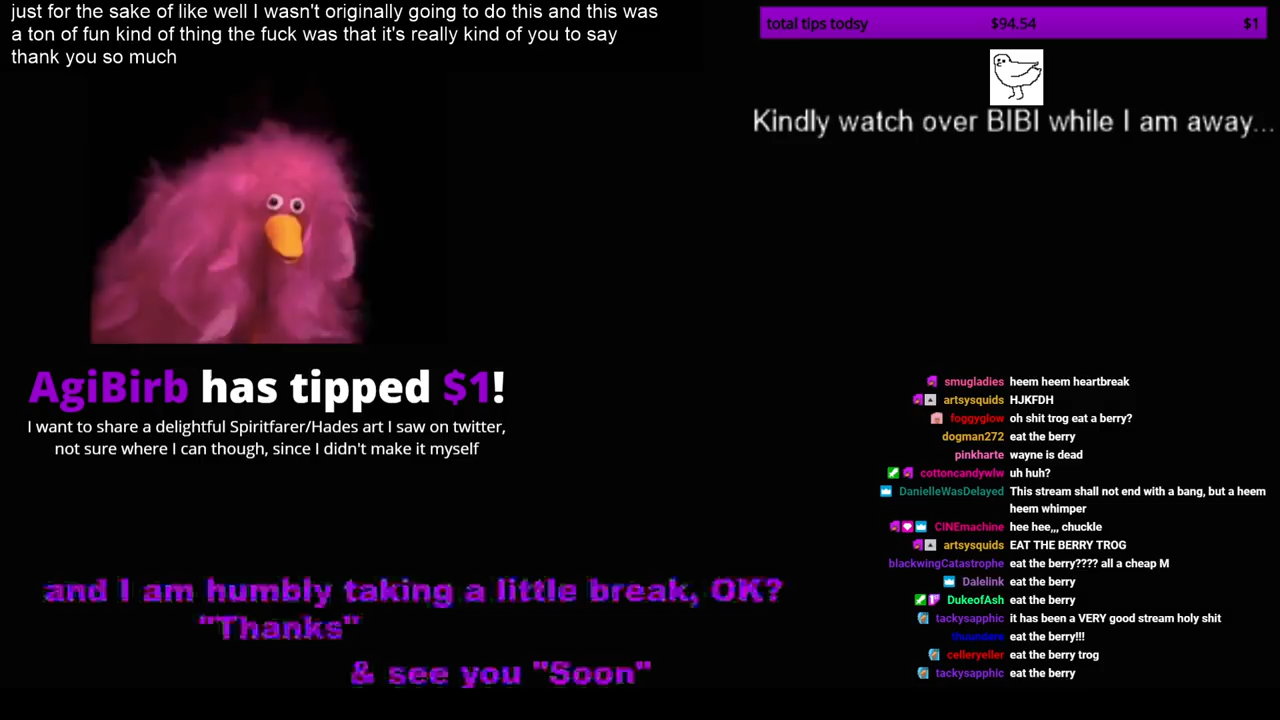 just for the sake of like well I wasn't originally going to do this and this was
a ton of fun kind of thing the fuck was that it's really kind of you to say
thank you so much
total tips todsy $94.54 $1
Kindly watch over BIBI while I am away...
AgiBirb has tipped $1!
I want to share a delightful Spiritfarer/Hades art I saw on twitter,
not sure where I can though, since I didn't make it myself
and I am humbly taking a little break, OK?
"Thanks"
& see you "Soon"
smugladies heem heem heartbreak
artsysquids HJKFDH
foggyglow oh shit trog eat a berry?
dogman272 eat the berry
pinkharte wayne is dead
cottoncandywlw uh huh?
DanielleWasDelayed This stream shall not end with a bang, but a heem
heem whimper
CINEmachine hee hee,,, chuckle
artsysquids EAT THE BERRY TROG
blackwingCatastrophe eat the berry???? all a cheap M
Dalelink eat the berry
DukeofAsh eat the berry
tackysapphic it has been a VERY good stream holy shit
thuundere eat the berry!!!
celleryeller eat the berry trog
tackysapphic eat the berry